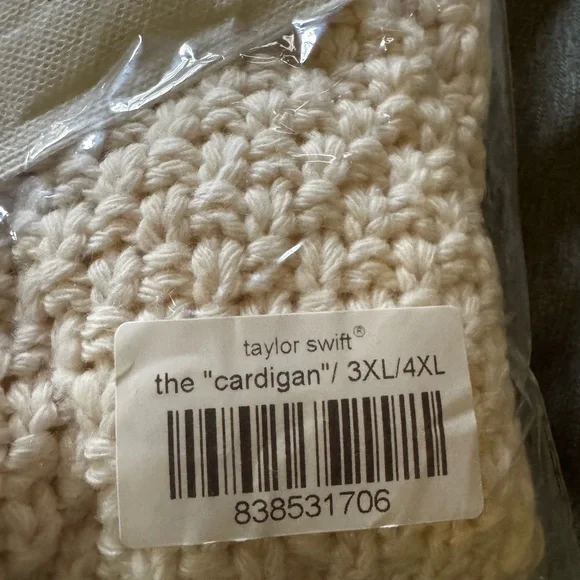 taylor swift®
the "cardigan"/ 3XL/4XL
838531706